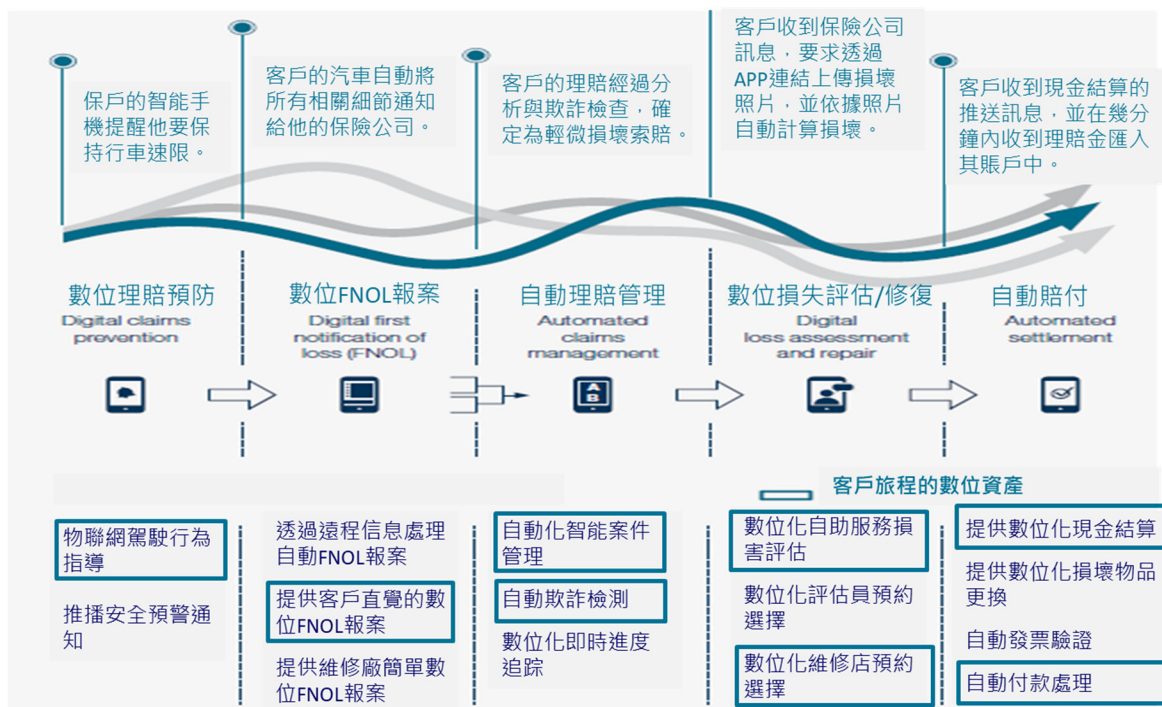 保戶的智能手
機提醒他要保
持行車速限。
客戶的汽車自動將
所有相關細節通知
給他的保險公司。
客戶的理賠經過分
析與欺詐檢查，確
定為輕微損壞索賠。
客戶收到保險公司
訊息，要求透過
APP連結上傳損壞
照片，並依據照片
自動計算損壞。
客戶收到現金結算的
推送訊息，並在幾分
鐘內收到理賠金匯入
其賬戶中。
數位理賠預防
Digital claims
prevention
數位FNOL報案
Digital first
notification of
loss (FNOL)
自動理賠管理
Automated
claims
management
數位損失評估/修復
Digital
loss assessment
and repair
自動賠付
Automated
settlement
A
B
客戶旅程的數位資產
物聯網駕駛行為
指導
推播安全預警通
知
透過遠程信息處理
自動FNOL報案
提供客戶直覺的數
位FNOL報案
提供維修廠簡單數
位FNOL報案
自動化智能案件
管理
自動欺詐檢測
數位化即時進度
追踪
數位化自助服務損
害評估
數位化評估員預約
選擇
數位化維修店預約
選擇
提供數位化現金結算
提供數位化損壞物品
更換
自動發票驗證
自動付款處理